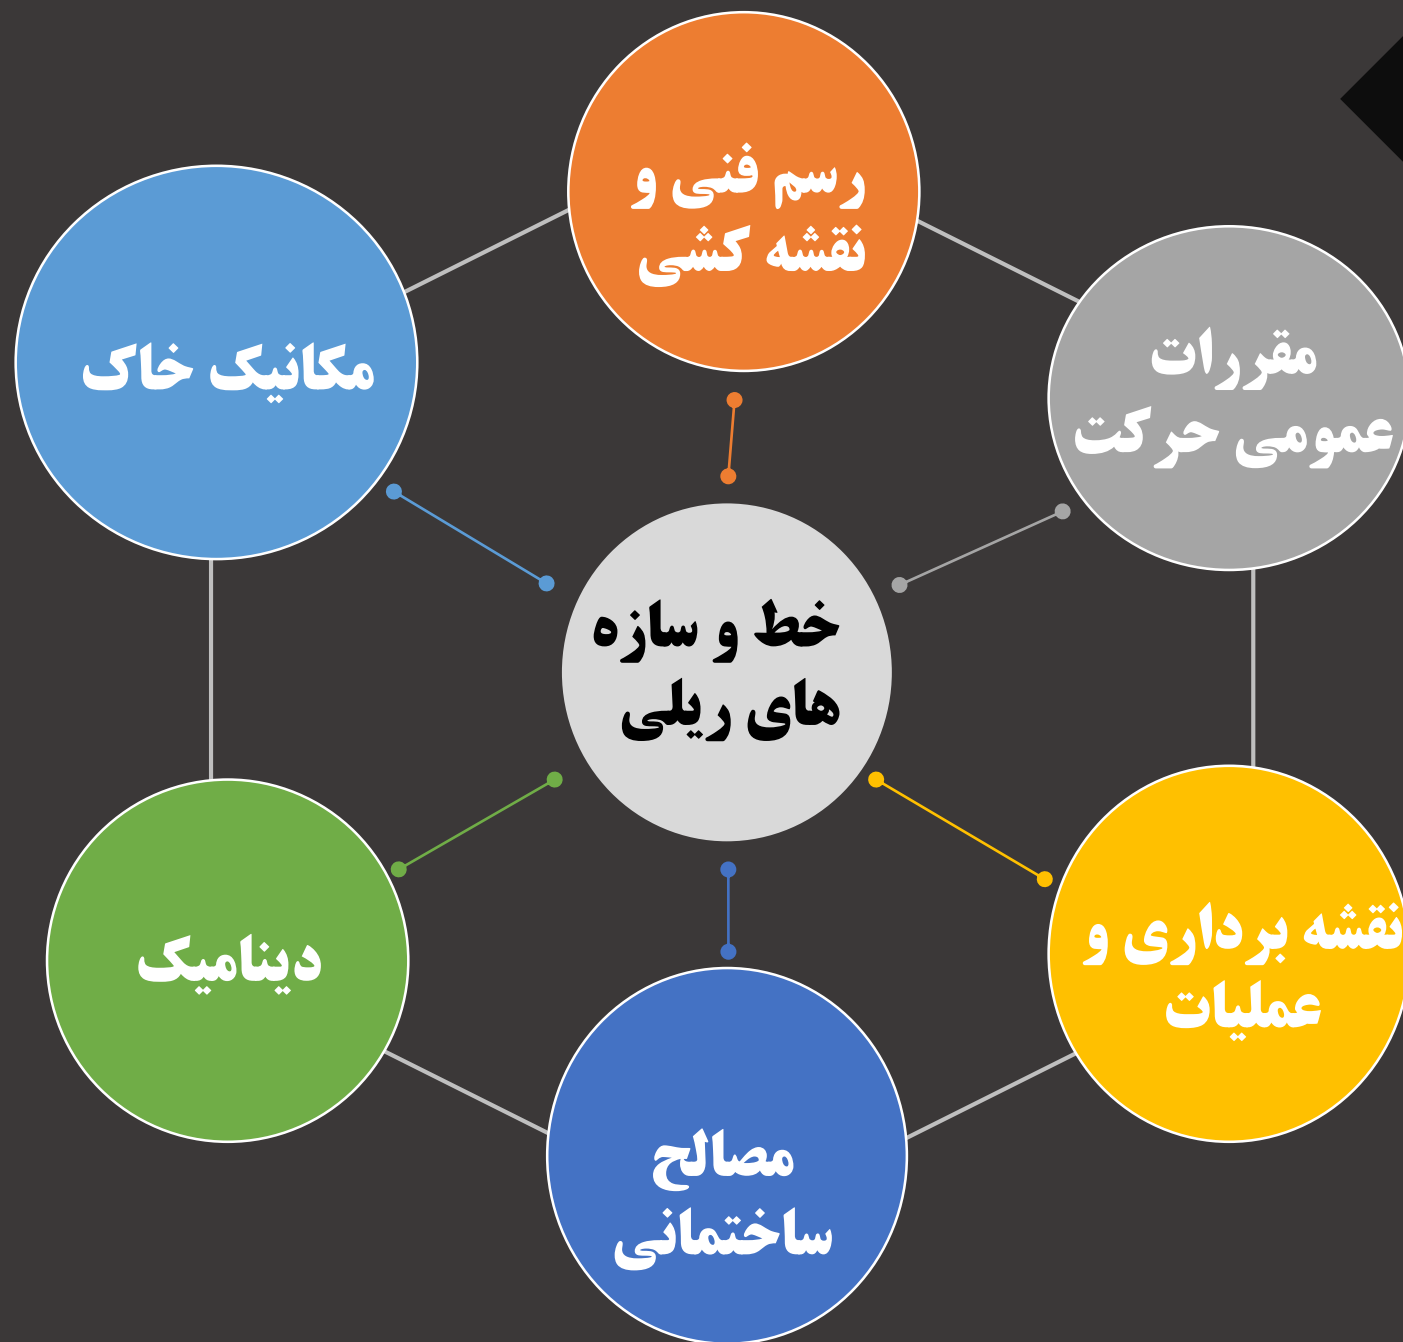 رسم فنی و
نقشه کشی
مقررات
عمومی حرکت
مکانیک خاک
خط و سازه
های ریلی
نقشه برداری و
عملیات
دینامیک
مصالح
ساختمانی